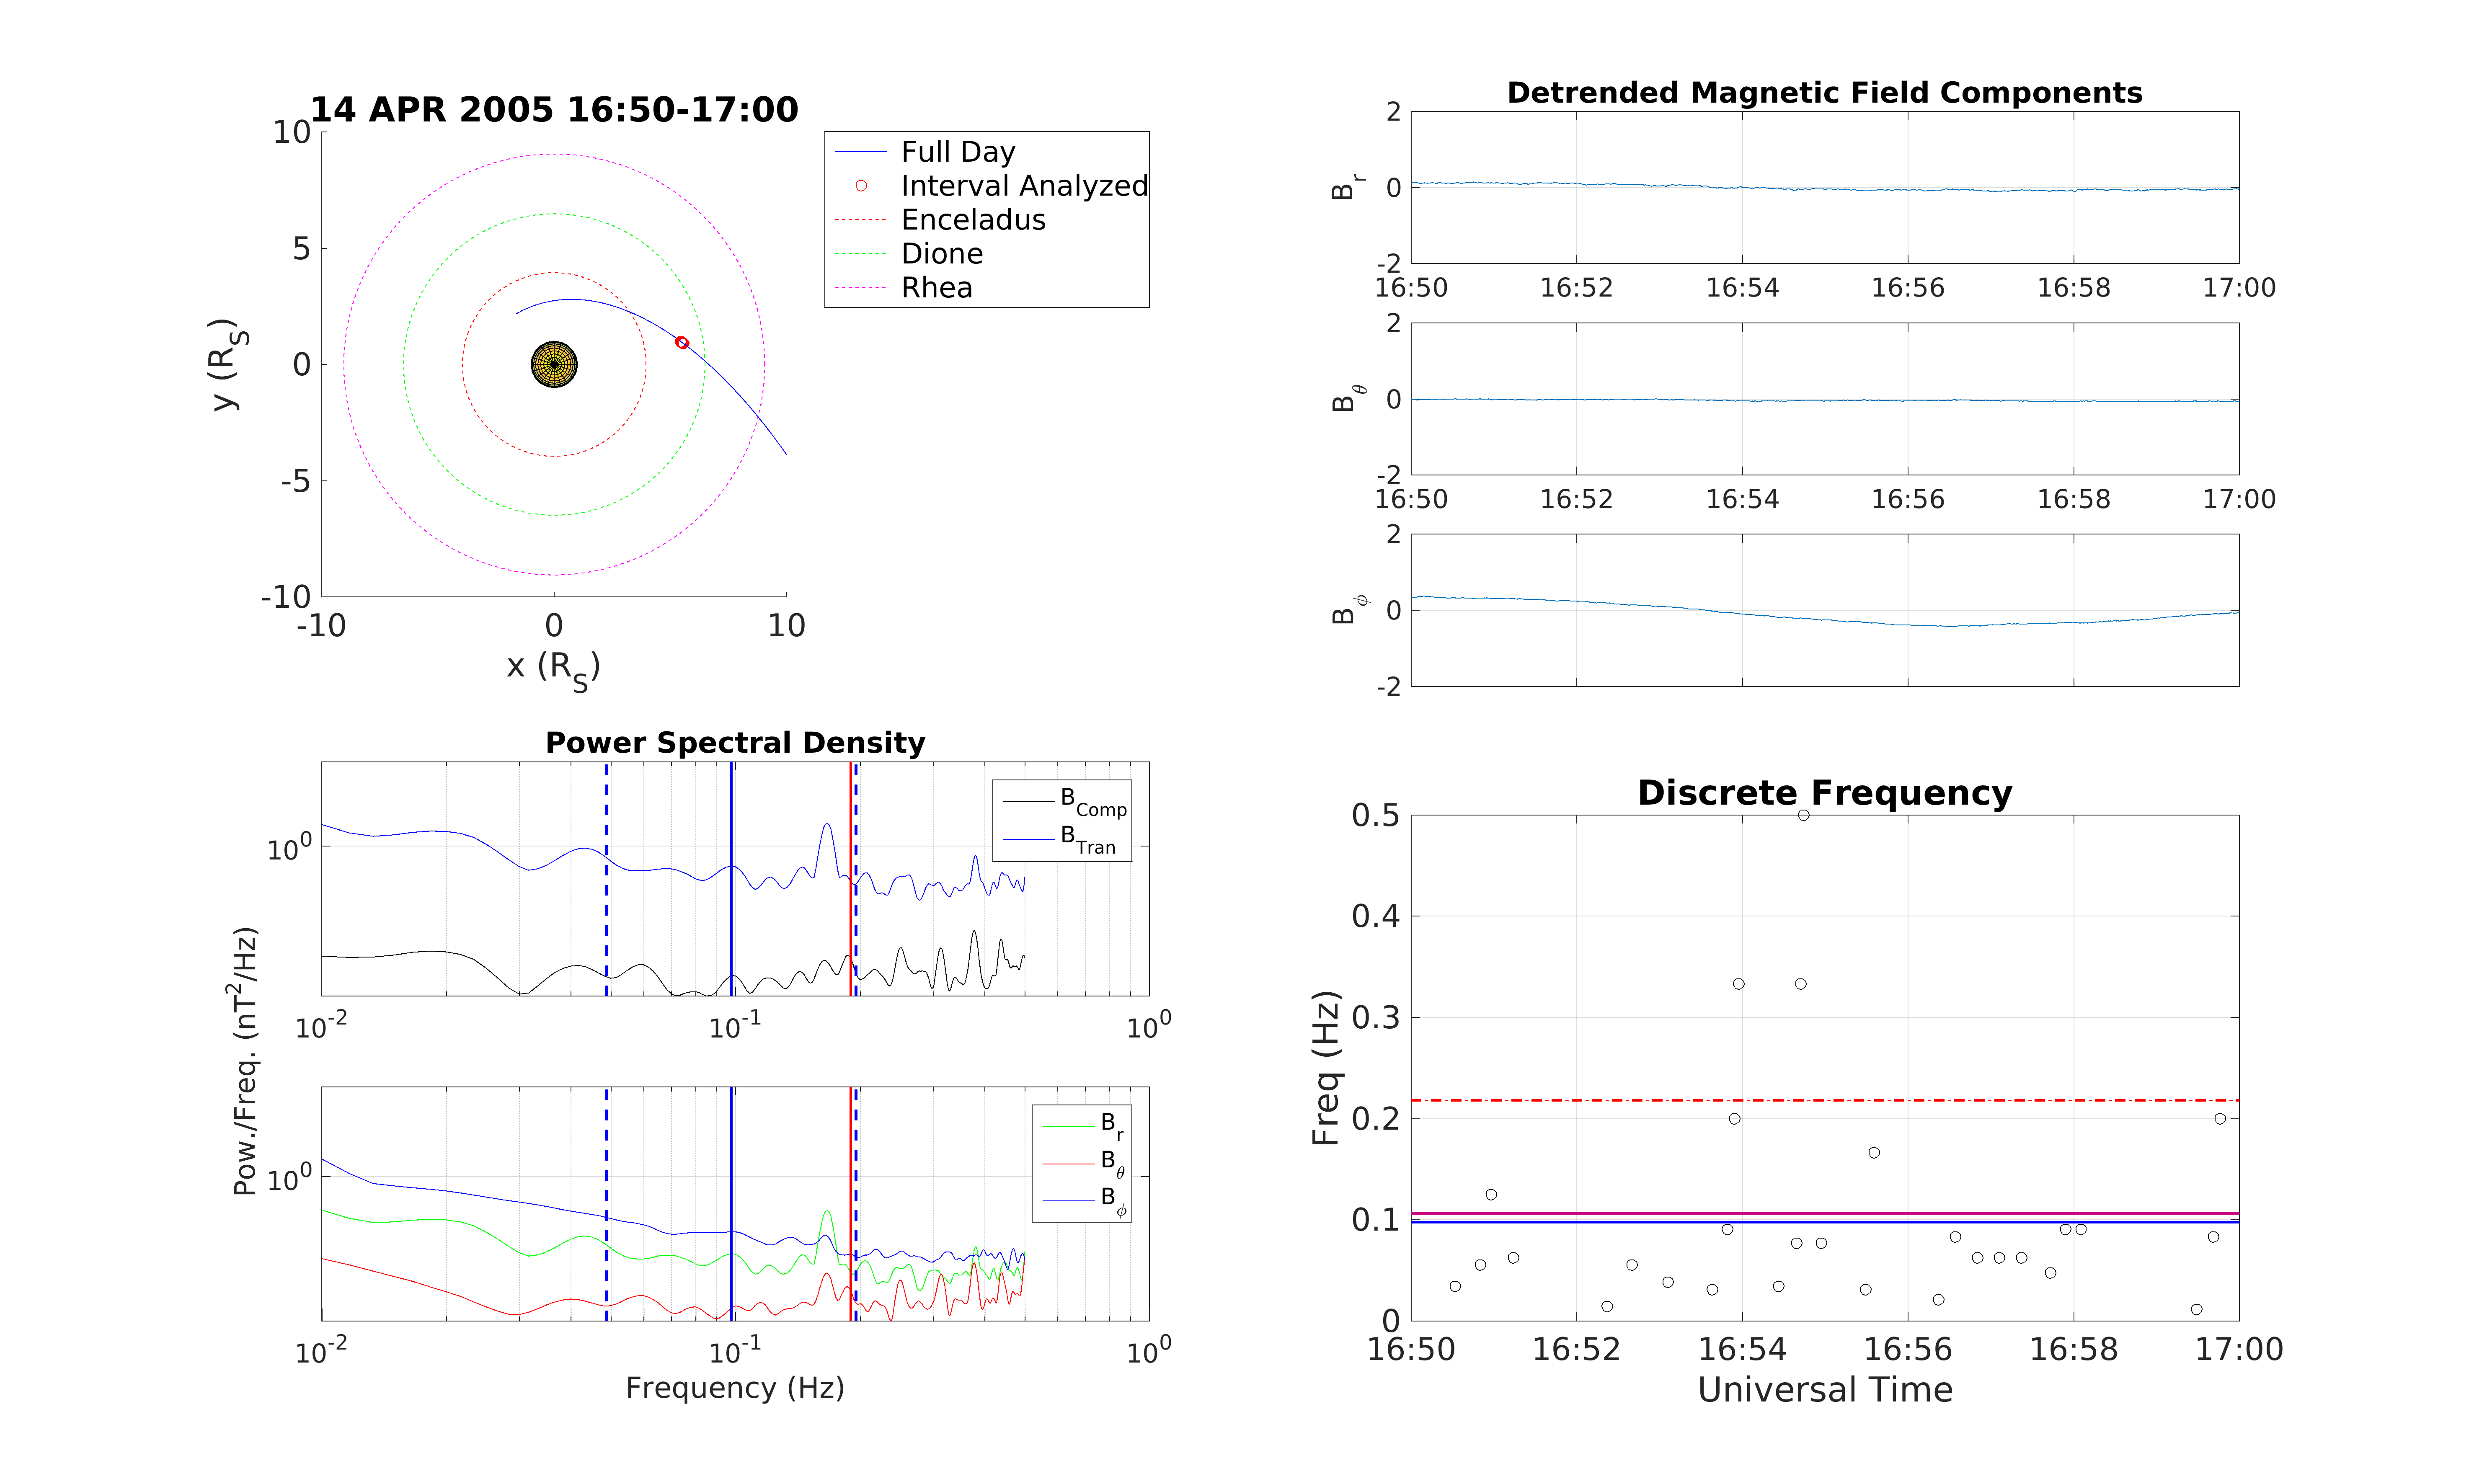 14 APR 2005 16:50-17:00
10
5
0
-5
-10
-10
0
10
y (R_S)
x (R_S)
Full Day
Interval Analyzed
Enceladus
Dione
Rhea
Detrended Magnetic Field Components
2
0
-2
B_r
16:50
16:52
16:54
16:56
16:58
17:00
2
0
-2
B_θ
16:50
16:52
16:54
16:56
16:58
17:00
2
0
-2
B_ϕ
Power Spectral Density
10^0
B_Comp
B_Tran
10^-2
10^-1
10^0
Pow./Freq. (nT^2/Hz)
10^0
B_r
B_θ
B_ϕ
10^-2
10^-1
10^0
Frequency (Hz)
Discrete Frequency
0.5
0.4
0.3
0.2
0.1
0
Freq (Hz)
16:50
16:52
16:54
16:56
16:58
17:00
Universal Time